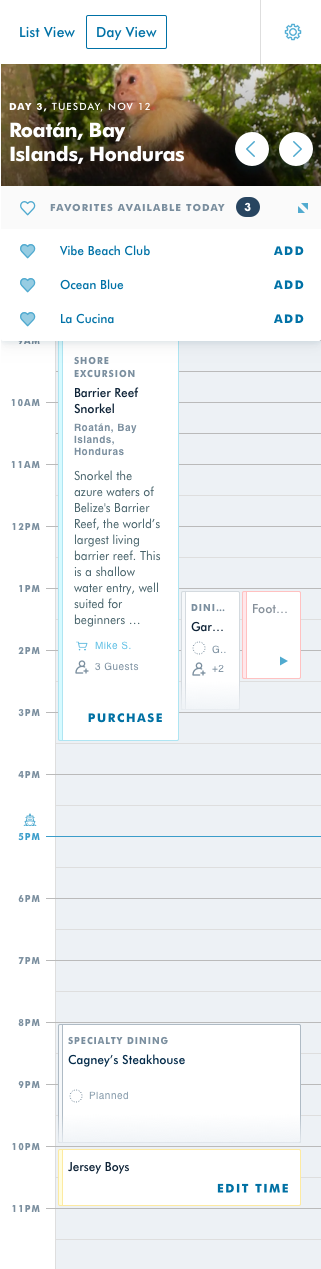 List View
Day View
DAY 3, TUESDAY, NOV 12
Roatán, Bay
Islands, Honduras
FAVORITES AVAILABLE TODAY 3
Vibe Beach Club ADD
Ocean Blue ADD
La Cucina ADD
9AM
SHORE
EXCURSION
Barrier Reef
Snorkel
10AM
Roatán, Bay
Islands,
Honduras
11AM
Snorkel the
azure waters of
Belize's Barrier
Reef, the world's
largest living
barrier reef. This
is a shallow
water entry, well
suited for
beginners ...
12PM
1PM
Mike S.
3 Guests
PURCHASE
DINI...
Gar...
G..
+2
Foot...
2PM
3PM
4PM
5PM
6PM
7PM
8PM
SPECIALTY DINING
Cagney's Steakhouse
9PM
Planned
10PM
Jersey Boys
EDIT TIME
11PM